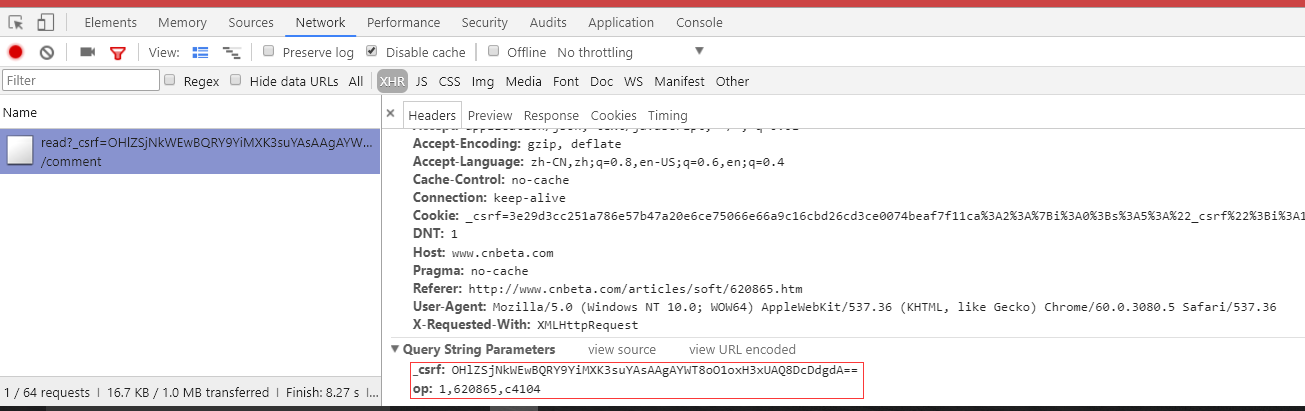 Elements Memory Sources Network Performance Security Audits Application Console
View: Preserve log Disable cache Offline No throttling
Filter Regex Hide data URLs All XHR JS CSS Img Media Font Doc WS Manifest Other
Name
read?_csrf=OHlZSjNkWEwBQRY9YiMXK3suYAsAAgAYW...
/comment
1 / 64 requests | 16.7 KB / 1.0 MB transferred | Finish: 8.27 s |...
× Headers Preview Response Cookies Timing
Accept-Encoding: gzip, deflate
Accept-Language: zh-CN,zh;q=0.8,en-US;q=0.6,en;q=0.4
Cache-Control: no-cache
Connection: keep-alive
Cookie: _csrf=3e29d3cc251a786e57b47a20e6ce75066e66a9c16cbd26cd3ce0074beaf7f11ca%3A2%3A%7Bi%3A0%3Bs%3A5%3A%22_csrf%22%3Bi%3A1
DNT: 1
Host: www.cnbeta.com
Pragma: no-cache
Referer: http://www.cnbeta.com/articles/soft/620865.htm
User-Agent: Mozilla/5.0 (Windows NT 10.0; WOW64) AppleWebKit/537.36 (KHTML, like Gecko) Chrome/60.0.3080.5 Safari/537.36
X-Requested-With: XMLHttpRequest
Query String Parameters view source view URL encoded
_csrf: OHlZSjNkWEwBQRY9YiMXK3suYAsAAgAYWT8oO1oxH3xUAQ8DcDdgdA==
op: 1,620865,c4104